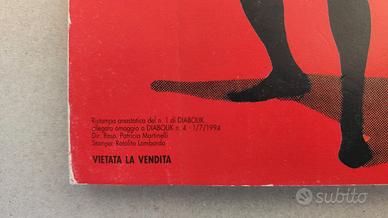 Ristampa anastatica del n. 1 di DIABOLIK
allegato omaggio a DIABOLIK n. 4 - 1/7/1994
Dir. Resp. Patricia Martinelli
Stampa: Rotolito Lombarda
VIETATA LA VENDITA
subito